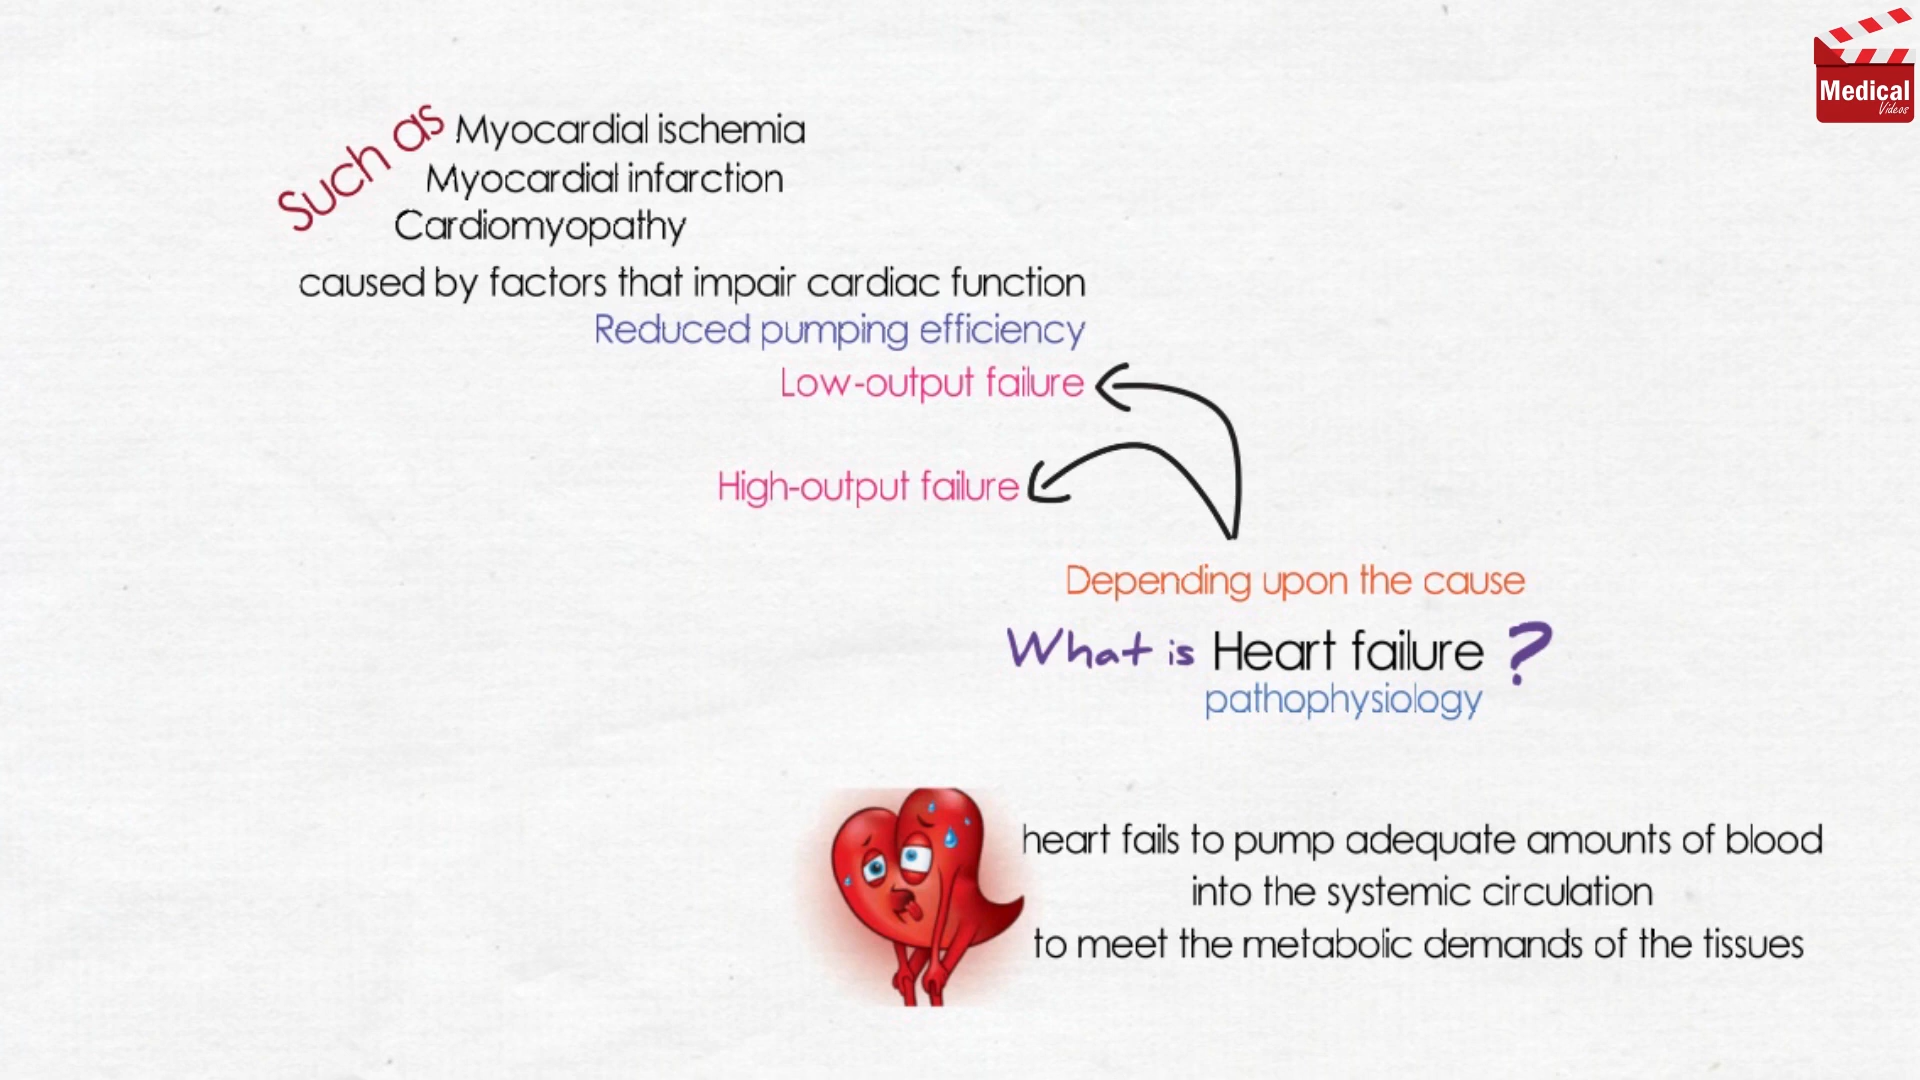 Medical
Videos
Such as
Myocardial ischemia
Myocardial infarction
Cardiomyopathy
caused by factors that impair cardiac function
Reduced pumping efficiency
Low-output failure
High-output failure
Depending upon the cause
What is Heart failure ?
pathophysiology
heart fails to pump adequate amounts of blood
into the systemic circulation
to meet the metabolic demands of the tissues